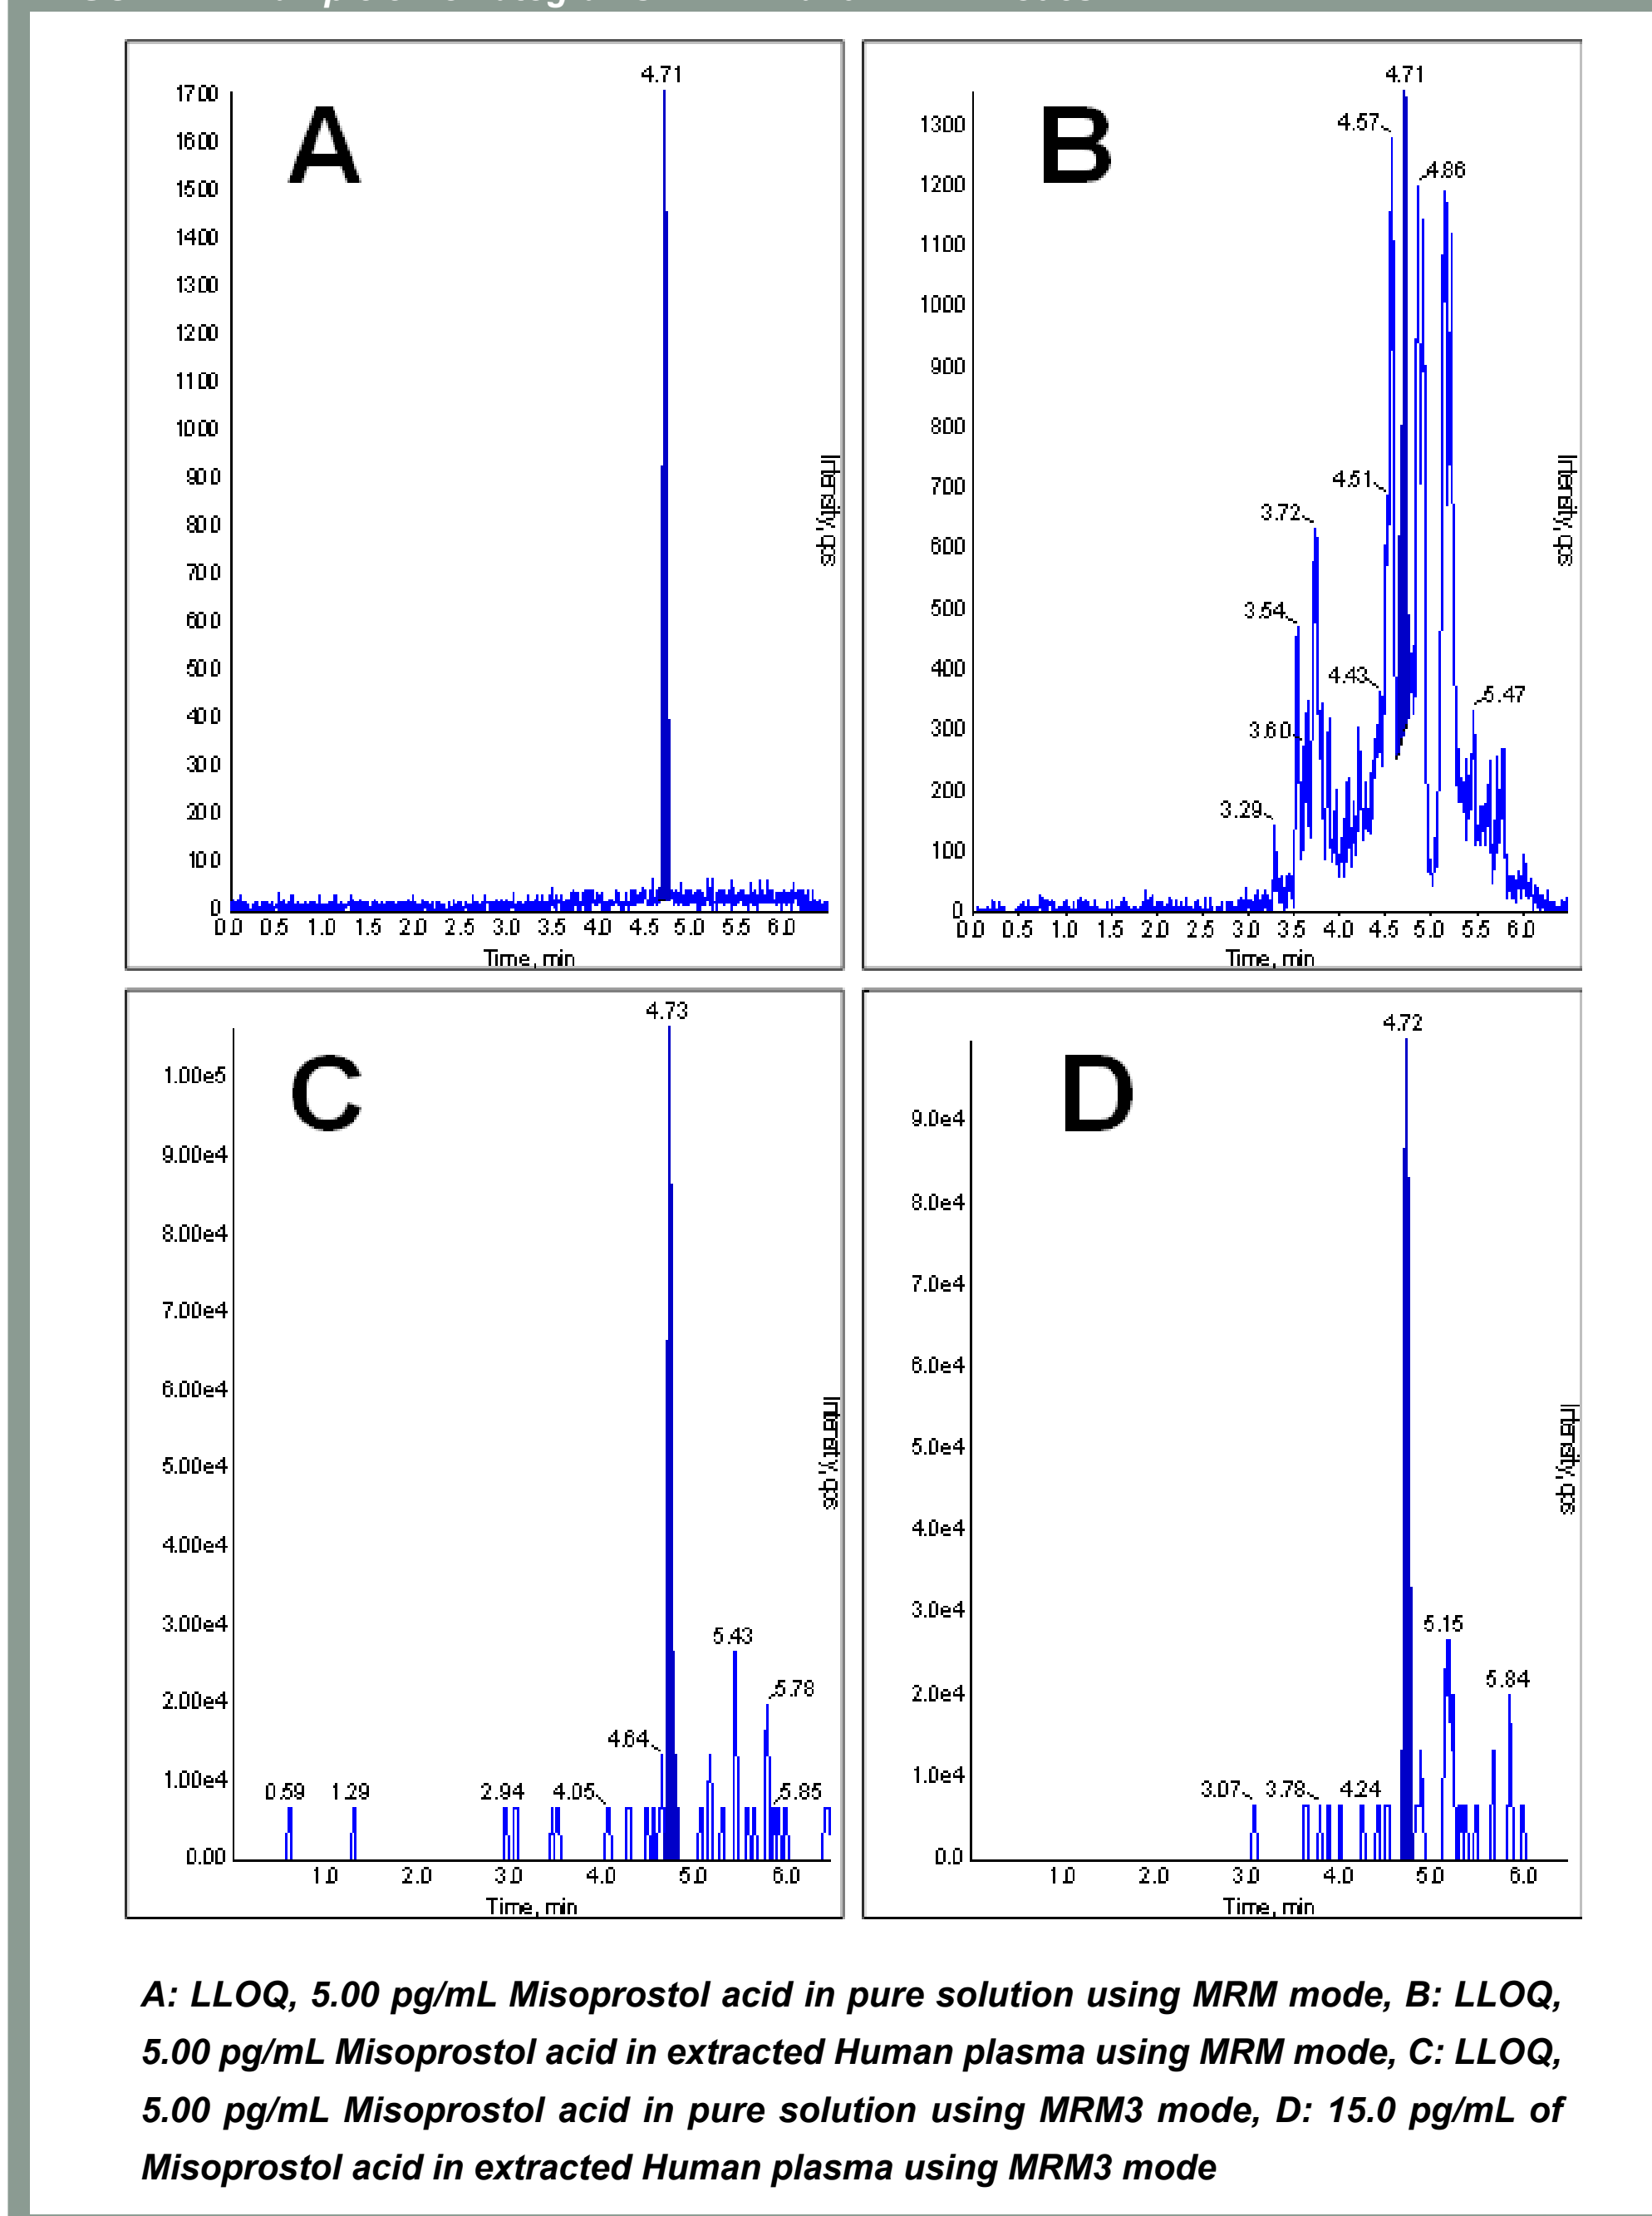 4.71
A
1700
1600
1500
1400
1300
1200
1100
1000
900
800
700
600
500
400
300
200
100
0
0.0 0.5 1.0 1.5 2.0 2.5 3.0 3.5 4.0 4.5 5.0 5.5 6.0
Time, min
Intensity, cps
4.71
B
4.57
4.86
4.51
3.72
3.54
4.43
3.60
5.47
3.29
1300
1200
1100
1000
900
800
700
600
500
400
300
200
100
0
0.0 0.5 1.0 1.5 2.0 2.5 3.0 3.5 4.0 4.5 5.0 5.5 6.0
Time, min
Intensity, cps
4.73
C
1.00e5
9.00e4
8.00e4
7.00e4
6.00e4
5.00e4
4.00e4
3.00e4
2.00e4
1.00e4
0.00
5.43
5.78
4.64
0.59 1.29 2.94 4.05 5.85
1.0 2.0 3.0 4.0 5.0 6.0
Time, min
Intensity, cps
4.72
D
9.0e4
8.0e4
7.0e4
6.0e4
5.0e4
4.0e4
3.0e4
2.0e4
1.0e4
0.0
5.15
5.84
3.07 3.78 4.24
1.0 2.0 3.0 4.0 5.0 6.0
Time, min
Intensity, cps
A: LLOQ, 5.00 pg/mL Misoprostol acid in pure solution using MRM mode, B: LLOQ,
5.00 pg/mL Misoprostol acid in extracted Human plasma using MRM mode, C: LLOQ,
5.00 pg/mL Misoprostol acid in pure solution using MRM3 mode, D: 15.0 pg/mL of
Misoprostol acid in extracted Human plasma using MRM3 mode